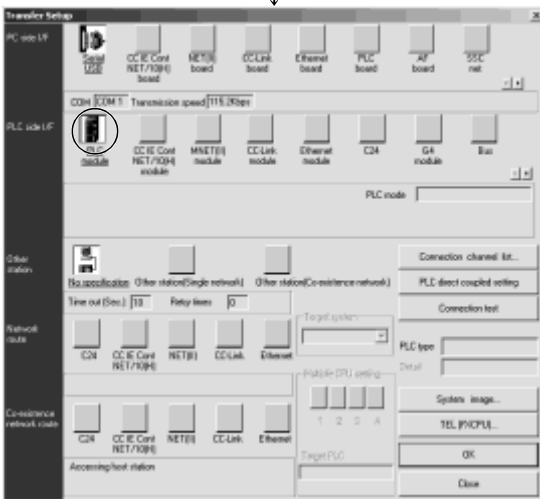 Transfer Setup
PC side I/F
Serial USB
CC IE Cont NET/10(H) board
NET(II) board
CC-Link board
Ethernet board
PLC board
AF board
SSC net
COM COM 1 Transmission speed 115.2Kbps
PLC side I/F
PLC module
CC IE Cont NET/10(H) module
MNET(II) module
CC-Link module
Ethernet module
C24
G4 module
Bus
PLC mode
Other station
No specification
Other station(Single network)
Other station(Co-existence network)
Time out (Sec.) 10 Retry times 0
Connection channel list...
PLC direct coupled setting
Connection test
PLC type
Detail
System image...
TEL (FXCPU)...
OK
Close
Network route
C24
CC IE Cont NET/10(H)
NET(II)
CC-Link
Ethernet
Target system
Multiple CPU setting
1 2 3 4
Target PLC
Co-existence network route
C24
CC IE Cont NET/10(H)
NET(II)
CC-Link
Ethernet
Accessing host station